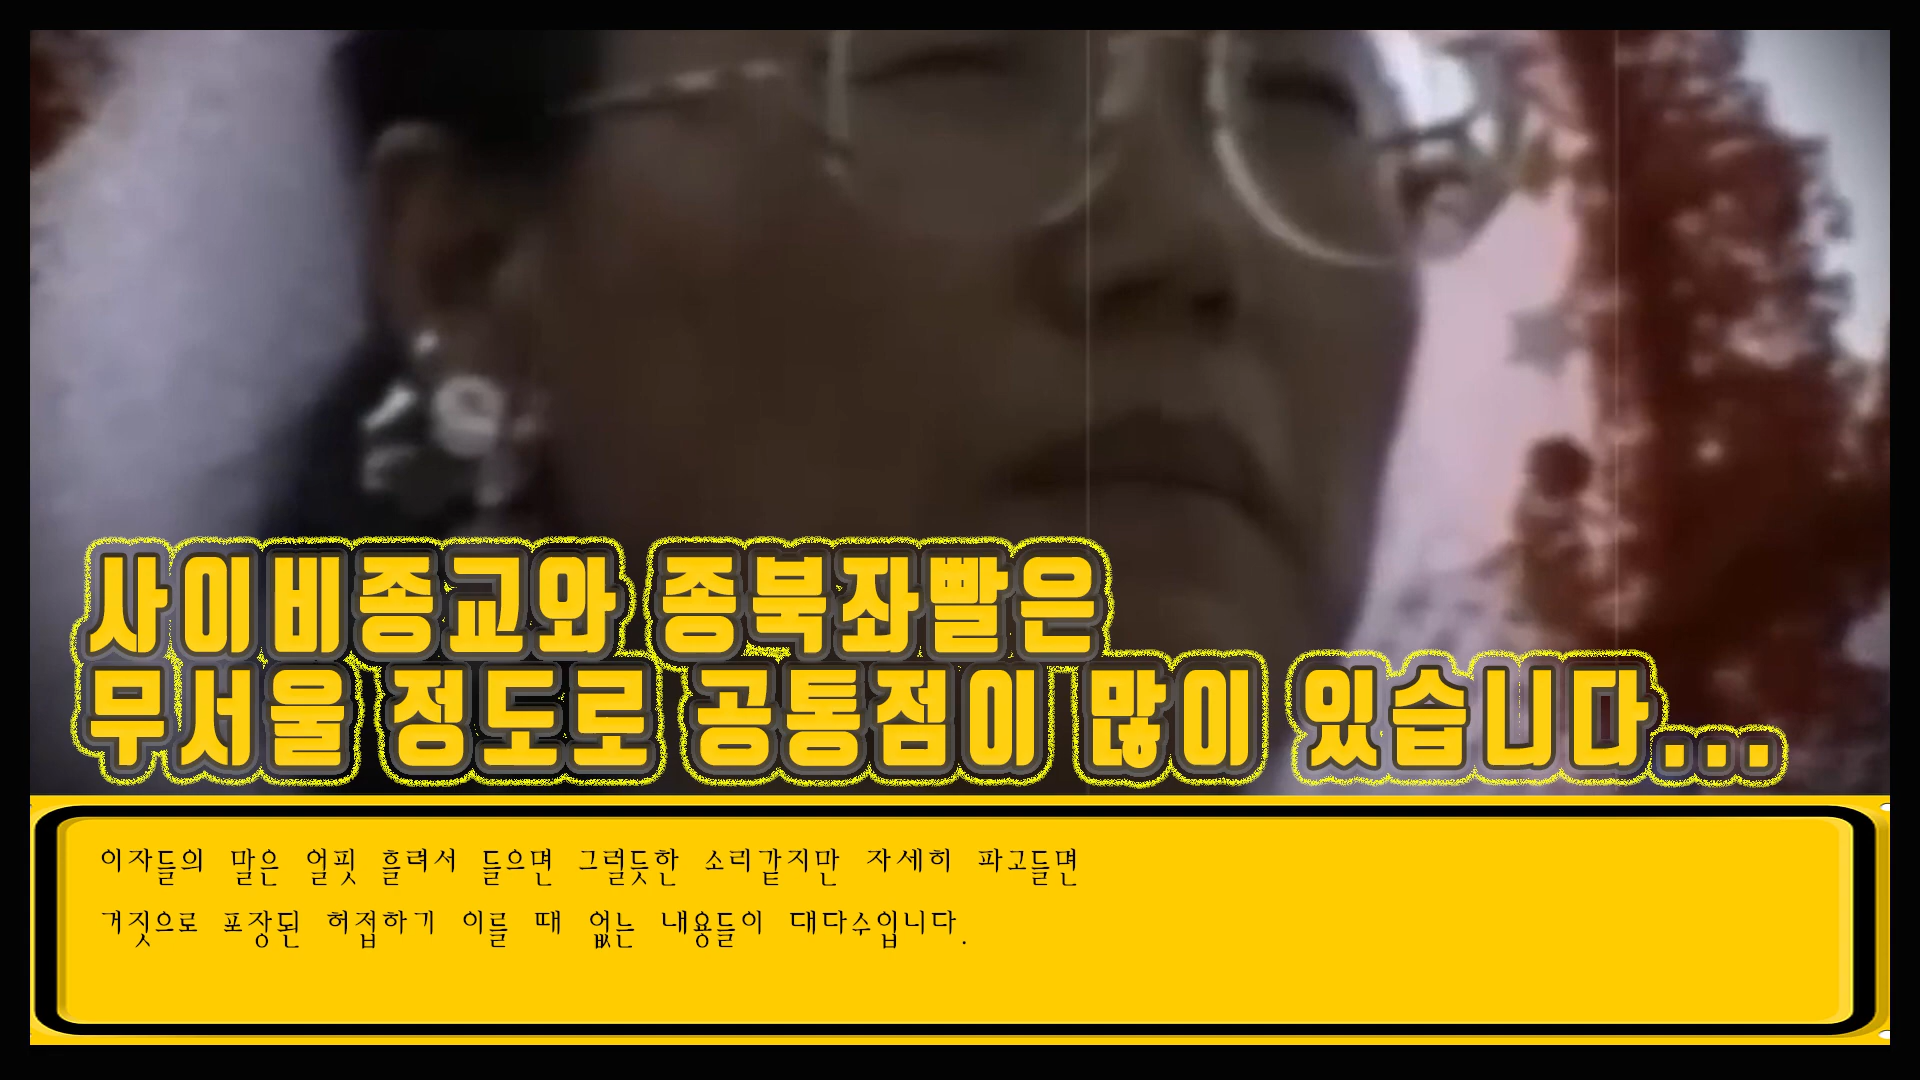 사이비종교와 종북좌빨은
무서울 정도로 공통점이 많이 있습니다...
이자들의 말은 얼핏 흘려서 들으면 그럴듯한 소리같지만 자세히 파고들면
거짓으로 포장된 허접하기 이를 때 없는 내용들이 대다수입니다.